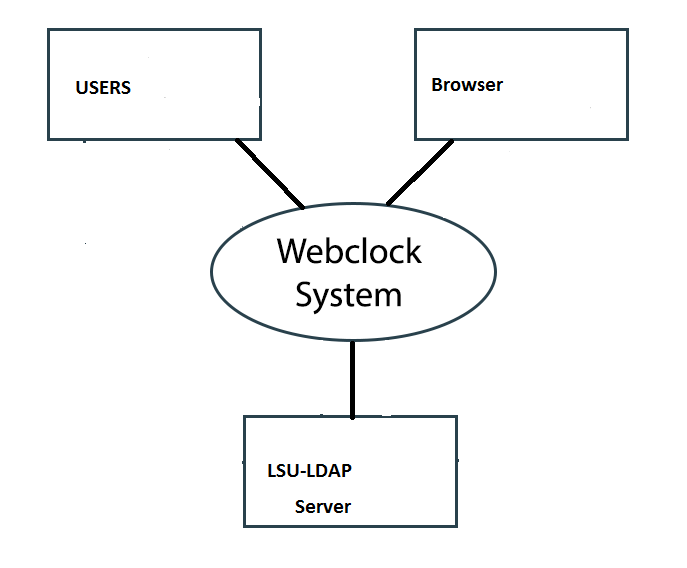 USERS
Browser
Webclock
System
LSU-LDAP
Server